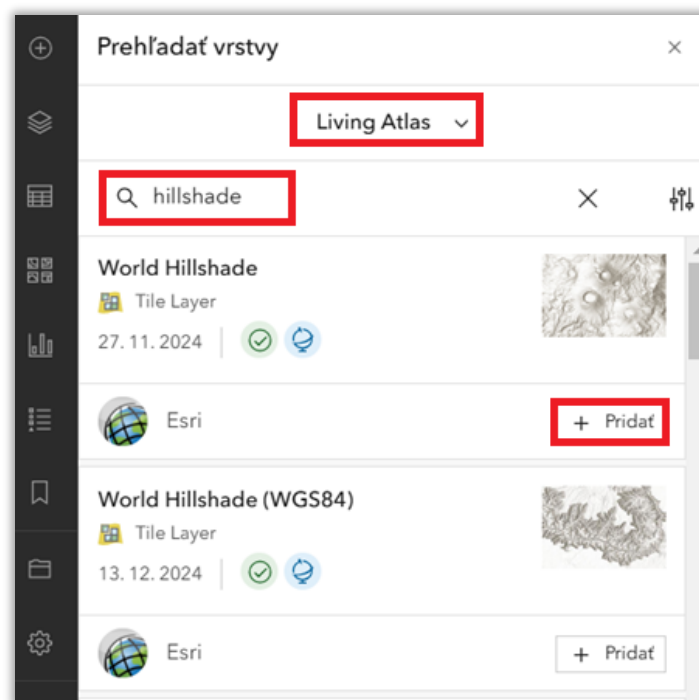 Prehľadať vrstvy
Living Atlas
hillshade
World Hillshade
Tile Layer
27. 11. 2024
Esri
+ Pridať
World Hillshade (WGS84)
Tile Layer
13. 12. 2024
Esri
+ Pridať